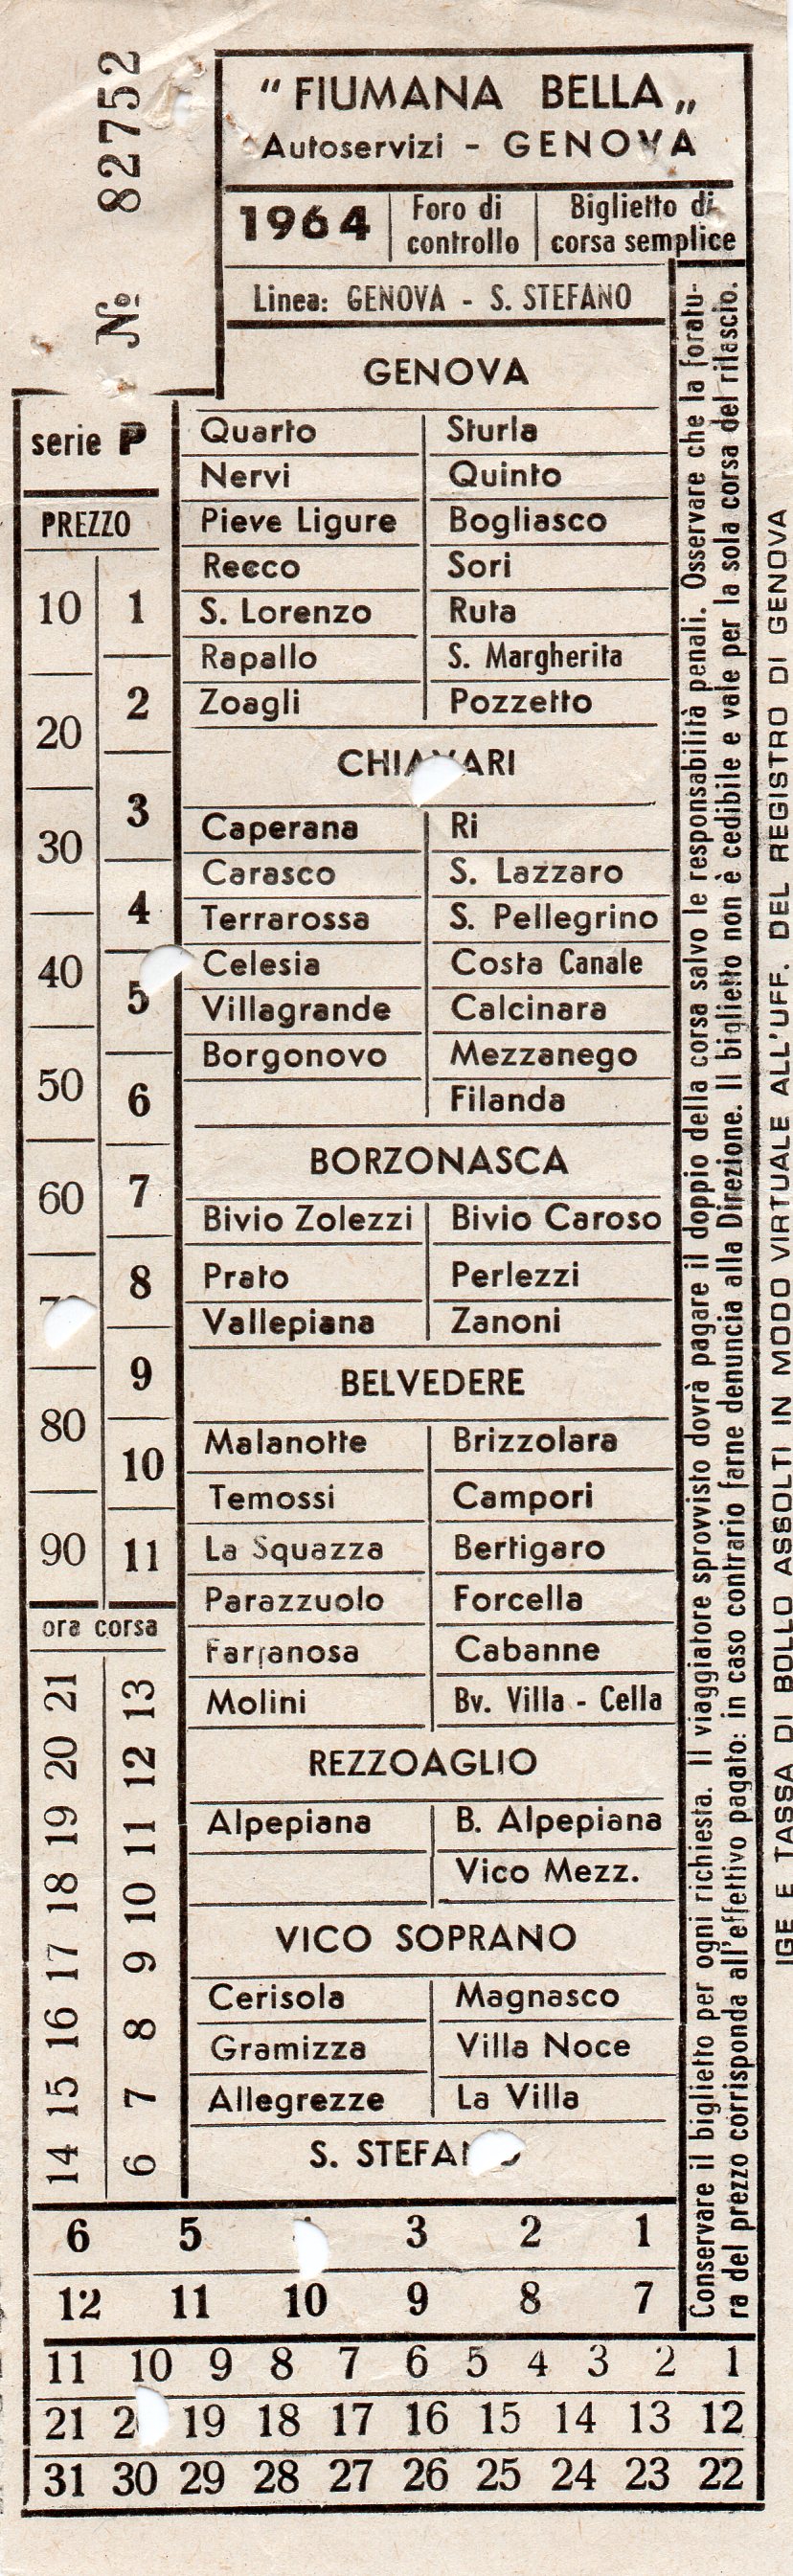 Nº 82752
“ FIUMANA BELLA „
Autoservizi - GENOVA
1964
Foro di
controllo
Biglietto di
corsa semplice
Linea: GENOVA - S. STEFANO
serie P
PREZZO
10 1
20 2
30 3
40 4
50 5
60 6
7
80 8
90 9
10
11
ora corsa
21 13
20 12
19 11
18 10
17 9
16 8
15 7
14 6
GENOVA
Quarto Sturla
Nervi Quinto
Pieve Ligure Bogliasco
Recco Sori
S. Lorenzo Ruta
Rapallo S. Margherita
Zoagli Pozzetto
CHIAVARI
Caperana Ri
Carasco S. Lazzaro
Terrarossa S. Pellegrino
Celesia Costa Canale
Villagrande Calcinara
Borgonovo Mezzanego
Filanda
BORZONASCA
Bivio Zolezzi Bivio Caroso
Prato Perlezzi
Vallepiana Zanoni
BELVEDERE
Malanotte Brizzolara
Temossi Campori
La Squazza Bertigaro
Parazzuolo Forcella
Farfanosa Cabanne
Molini Bv. Villa - Cella
REZZOAGLIO
Alpepiana B. Alpepiana
Vico Mezz.
VICO SOPRANO
Cerisola Magnasco
Gramizza Villa Noce
Allegrezze La Villa
S. STEFANO
6 5 3 2 1
12 11 10 9 8 7
11 10 9 8 7 6 5 4 3 2 1
21 20 19 18 17 16 15 14 13 12
31 30 29 28 27 26 25 24 23 22
Conservare il biglietto per ogni richiesta. Il viaggiatore sprovvisto dovrà pagare il doppio della corsa salvo le responsabilità penali. Osservare che la foratu-
ra del prezzo corrisponda all'effettivo pagato: in caso contrario farne denuncia alla Direzione. Il biglietto non è cedibile e vale per la sola corsa del rilascio.
IGE E TASSA DI BOLLO ASSOLTI IN MODO VIRTUALE ALL'UFF. DEL REGISTRO DI GENOVA